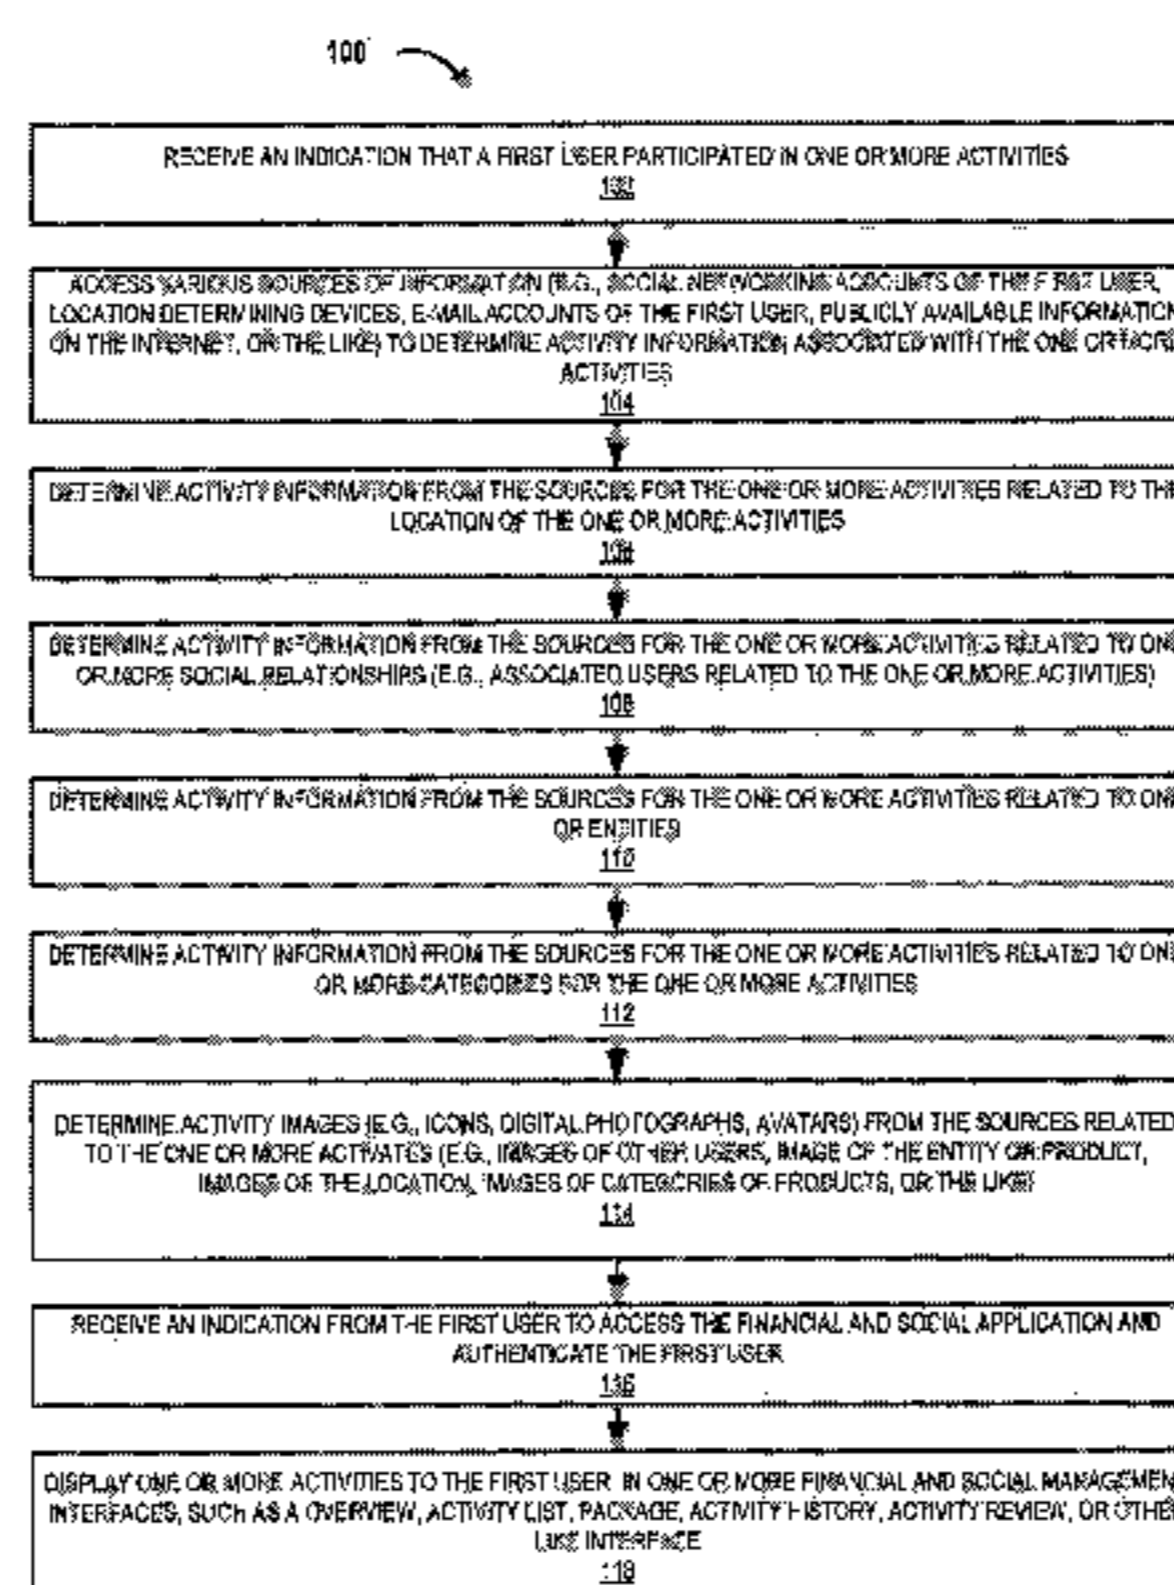 100
RECEIVE AN INDICATION THAT A FIRST USER PARTICIPATED IN ONE OR MORE ACTIVITIES
102
ACCESS VARIOUS SOURCES OF INFORMATION (E.G., SOCIAL NETWORKING ACCOUNTS OF THE FIRST USER,
LOCATION DETERMINING DEVICES, E-MAIL ACCOUNTS OF THE FIRST USER, PUBLICLY AVAILABLE INFORMATION
ON THE INTERNET, OR THE LIKE) TO DETERMINE ACTIVITY INFORMATION ASSOCIATED WITH THE ONE OR MORE
ACTIVITIES
104
DETERMINE ACTIVITY INFORMATION FROM THE SOURCES FOR THE ONE OR MORE ACTIVITIES RELATED TO THE
LOCATION OF THE ONE OR MORE ACTIVITIES
106
DETERMINE ACTIVITY INFORMATION FROM THE SOURCES FOR THE ONE OR MORE ACTIVITIES RELATED TO ONE
OR MORE SOCIAL RELATIONSHIPS (E.G., ASSOCIATED USERS RELATED TO THE ONE OR MORE ACTIVITIES)
108
DETERMINE ACTIVITY INFORMATION FROM THE SOURCES FOR THE ONE OR MORE ACTIVITIES RELATED TO ONE
OR ENTITIES
110
DETERMINE ACTIVITY INFORMATION FROM THE SOURCES FOR THE ONE OR MORE ACTIVITIES RELATED TO ONE
OR MORE CATEGORIES FOR THE ONE OR MORE ACTIVITIES
112
DETERMINE ACTIVITY IMAGES (E.G., ICONS, DIGITAL PHOTOGRAPHS, AVATARS) FROM THE SOURCES RELATED
TO THE ONE OR MORE ACTIVATES (E.G., IMAGES OF OTHER USERS, IMAGE OF THE ENTITY OR PRODUCT,
IMAGES OF THE LOCATION, IMAGES OF CATEGORIES OF PRODUCTS, OR THE LIKE)
114
RECEIVE AN INDICATION FROM THE FIRST USER TO ACCESS THE FINANCIAL AND SOCIAL APPLICATION AND
AUTHENTICATE THE FIRST USER
116
DISPLAY ONE OR MORE ACTIVITIES TO THE FIRST USER IN ONE OR MORE FINANCIAL AND SOCIAL MANAGEMEN
INTERFACES, SUCH AS A OVERVIEW, ACTIVITY LIST, PACKAGE, ACTIVITY HISTORY, ACTIVITY REVIEW, OR OTHE
LIKE INTERFACE
118